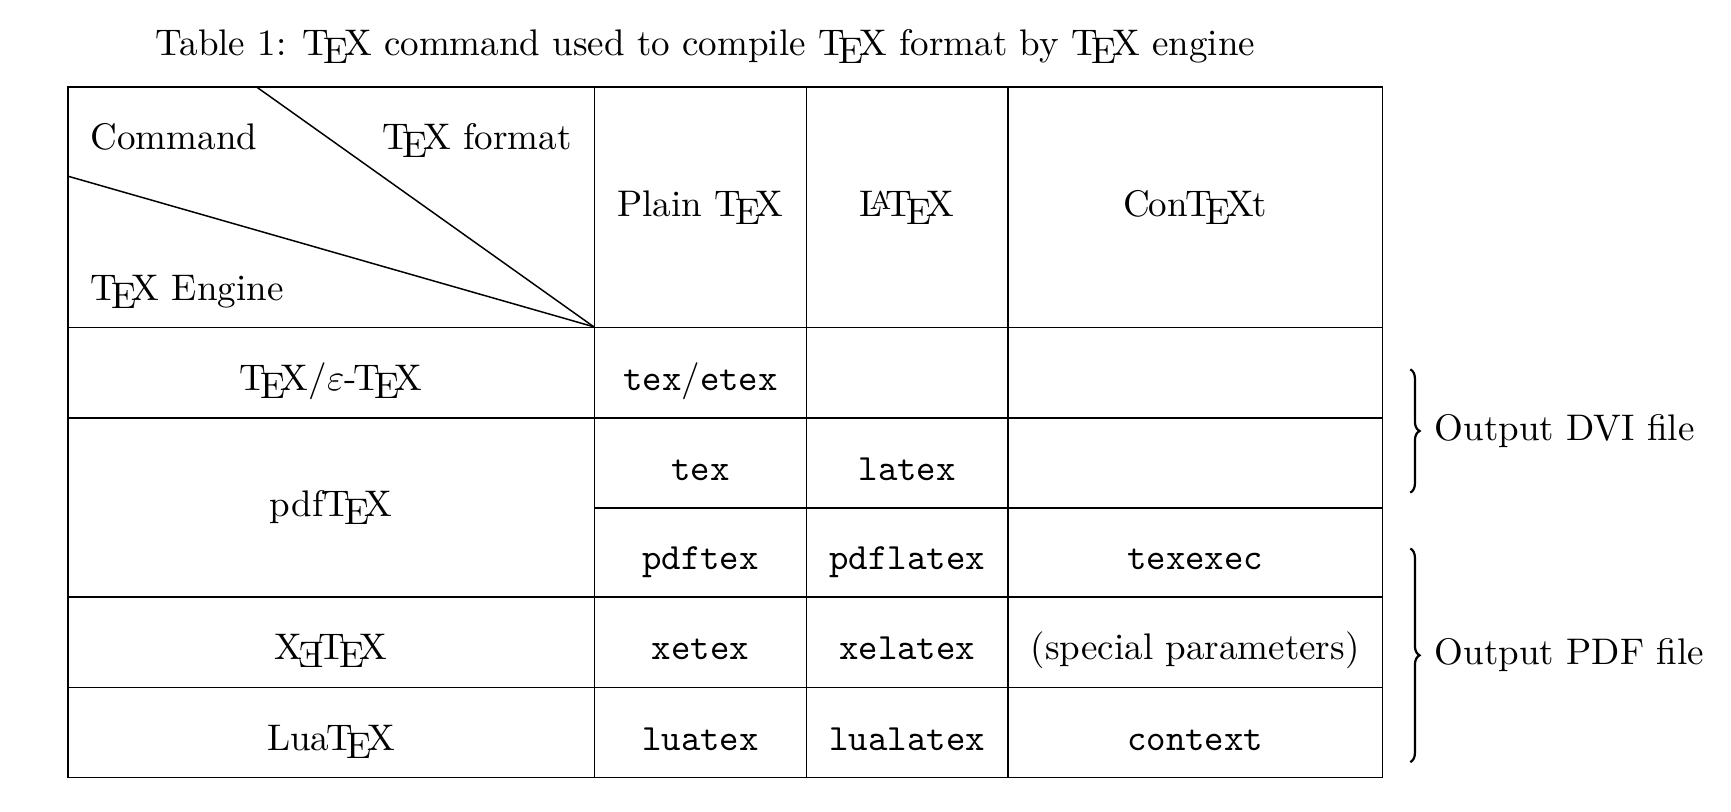 Table 1: TEX command used to compile TEX format by TEX engine
Command TEX format
Plain TEX LATEX ConTEXt
TEX Engine
TEX/ε-TEX tex/etex
Output DVI file
tex latex
pdfTEX
pdftex pdflatex texexec
XƎTEX xetex xelatex (special parameters)
Output PDF file
LuaTEX luatex lualatex context